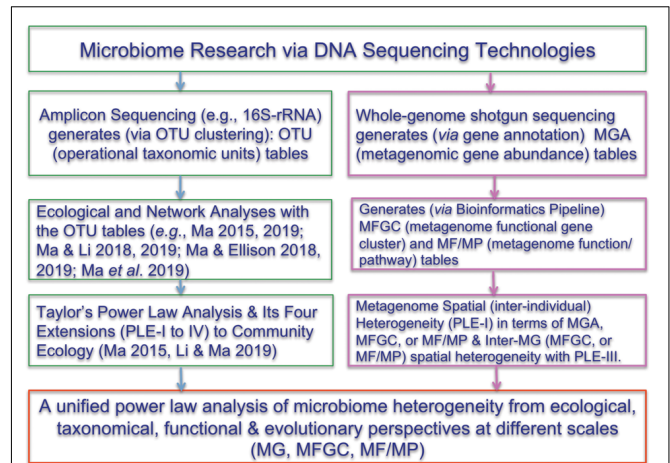 Microbiome Research via DNA Sequencing Technologies
Amplicon Sequencing (e.g., 16S-rRNA)
generates (via OTU clustering): OTU
(operational taxonomic units) tables
Ecological and Network Analyses with
the OTU tables (e.g., Ma 2015, 2019;
Ma & Li 2018, 2019; Ma & Ellison 2018,
2019; Ma et al. 2019)
Taylor's Power Law Analysis & Its Four
Extensions (PLE-I to IV) to Community
Ecology (Ma 2015, Li & Ma 2019)
Whole-genome shotgun sequencing
generates (via gene annotation) MGA
(metagenomic gene abundance) tables
Generates (via Bioinformatics Pipeline)
MFGC (metagenome functional gene
cluster) and MF/MP (metagenome function/
pathway) tables
Metagenome Spatial (inter-individual)
Heterogeneity (PLE-I) in terms of MGA,
MFGC, or MF/MP & Inter-MG (MFGC, or
MF/MP) spatial heterogeneity with PLE-III.
A unified power law analysis of microbiome heterogeneity from ecological,
taxonomical, functional & evolutionary perspectives at different scales
(MG, MFGC, MF/MP)